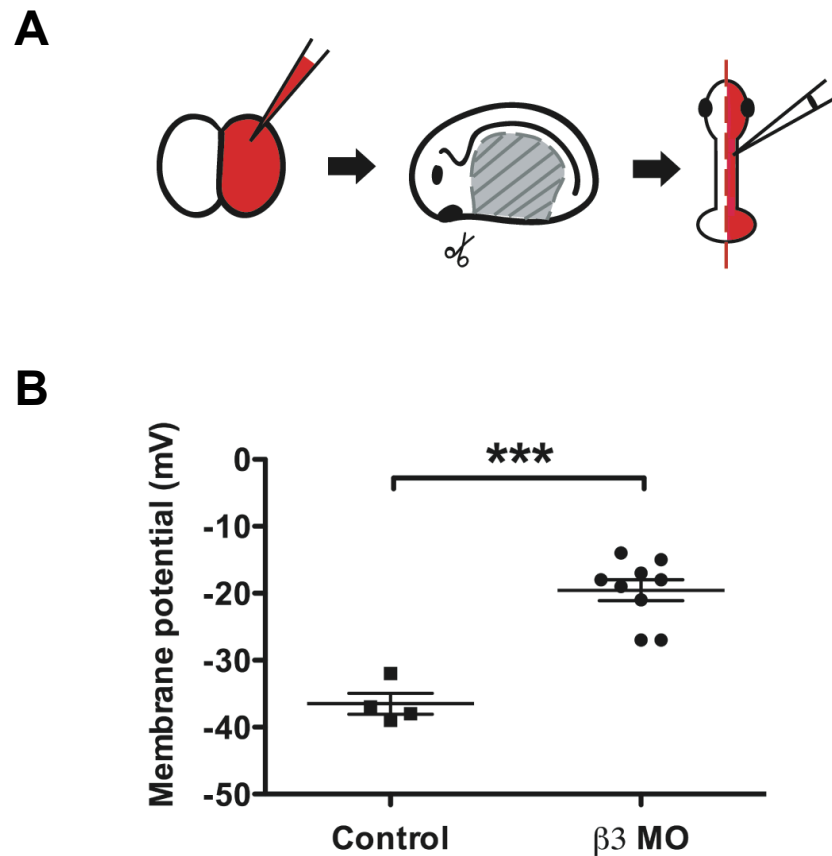 A
B
Membrane potential (mV)
***
0
-10
-20
-30
-40
-50
Control
β3 MO